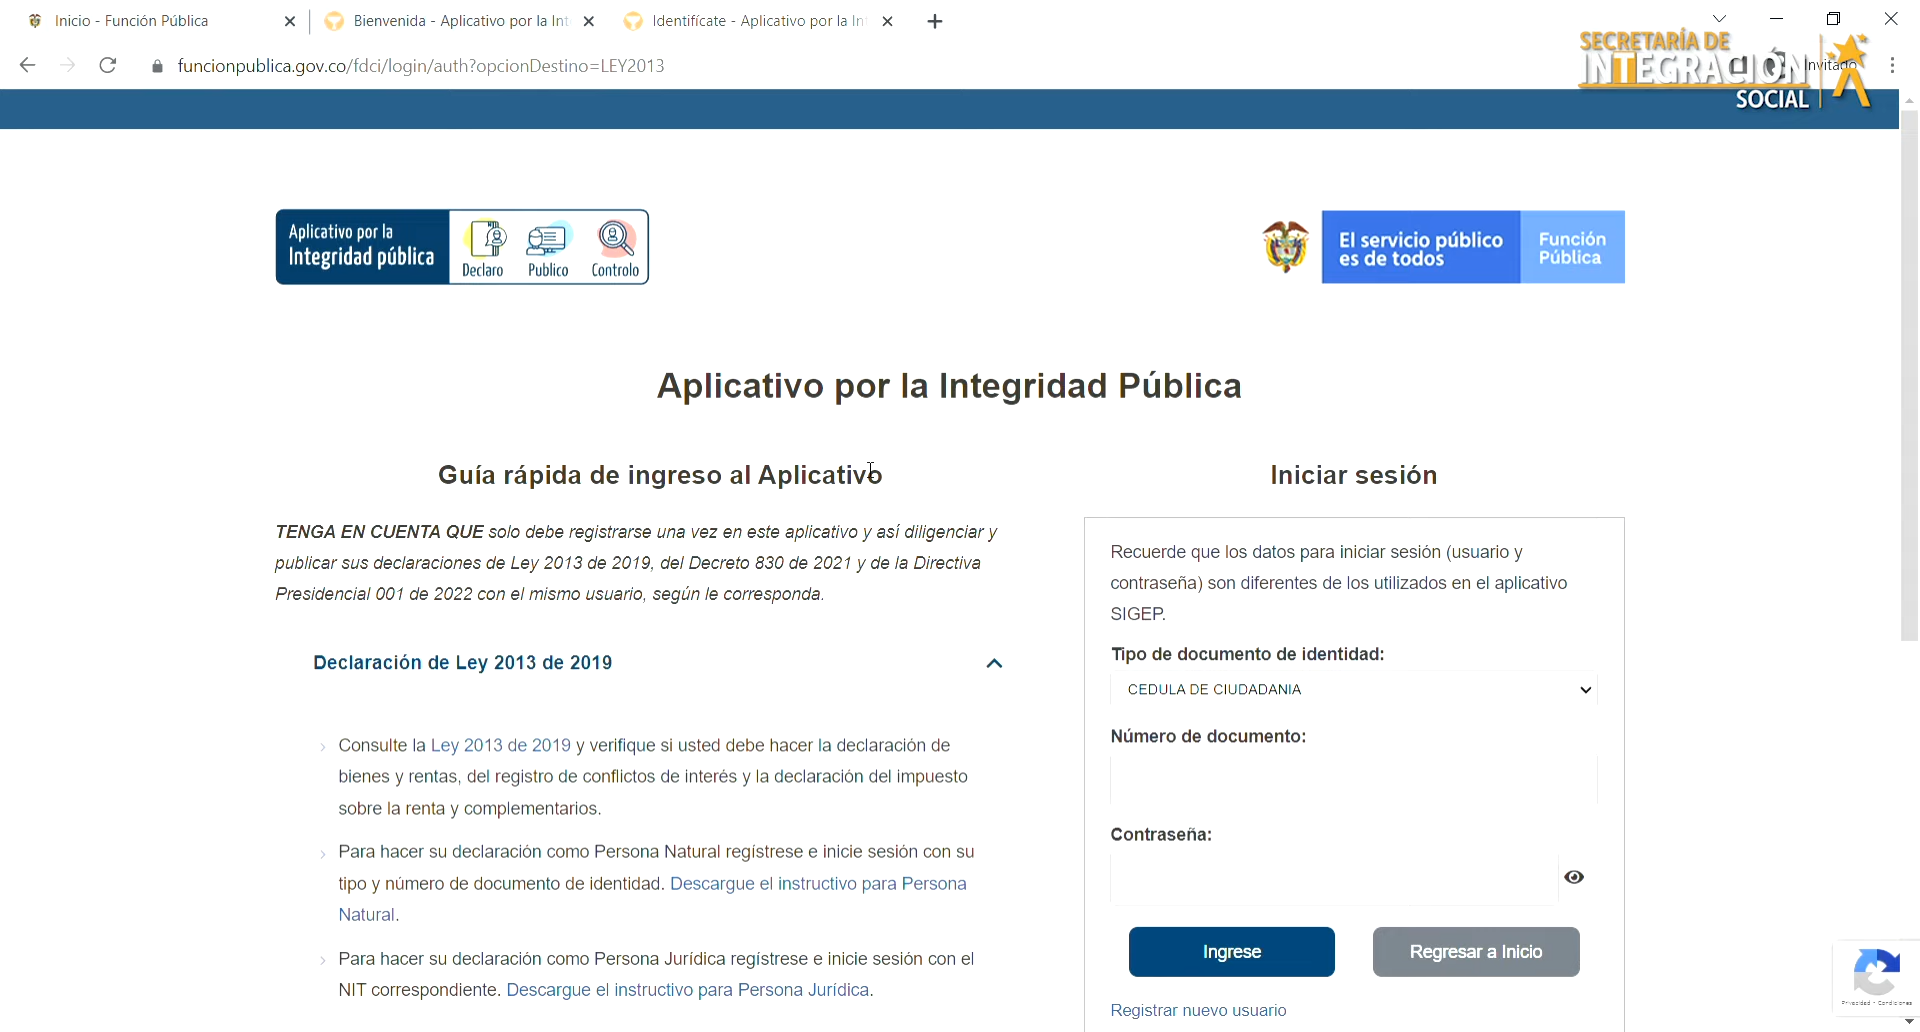 Inicio - Función Pública
Bienvenida - Aplicativo por la Int
Identifícate - Aplicativo por la In
funcionpublica.gov.co/fdci/login/auth?opcionDestino=LEY2013
Invitado
SECRETARÍA DE
INTEGRACIÓN
SOCIAL
Aplicativo por la
Integridad pública
Declaro
Publico
Controlo
El servicio público
es de todos
Función
Pública
Aplicativo por la Integridad Pública
Guía rápida de ingreso al Aplicativo
TENGA EN CUENTA QUE solo debe registrarse una vez en este aplicativo y así diligenciar y
publicar sus declaraciones de Ley 2013 de 2019, del Decreto 830 de 2021 y de la Directiva
Presidencial 001 de 2022 con el mismo usuario, según le corresponda.
Declaración de Ley 2013 de 2019
Consulte la Ley 2013 de 2019 y verifique si usted debe hacer la declaración de
bienes y rentas, del registro de conflictos de interés y la declaración del impuesto
sobre la renta y complementarios.
Para hacer su declaración como Persona Natural regístrese e inicie sesión con su
tipo y número de documento de identidad. Descargue el instructivo para Persona
Natural.
Para hacer su declaración como Persona Jurídica regístrese e inicie sesión con el
NIT correspondiente. Descargue el instructivo para Persona Jurídica.
Iniciar sesión
Recuerde que los datos para iniciar sesión (usuario y
contraseña) son diferentes de los utilizados en el aplicativo
SIGEP.
Tipo de documento de identidad:
CEDULA DE CIUDADANIA
Número de documento:
Contraseña:
Ingrese
Regresar a Inicio
Registrar nuevo usuario
Privacidad - Condiciones